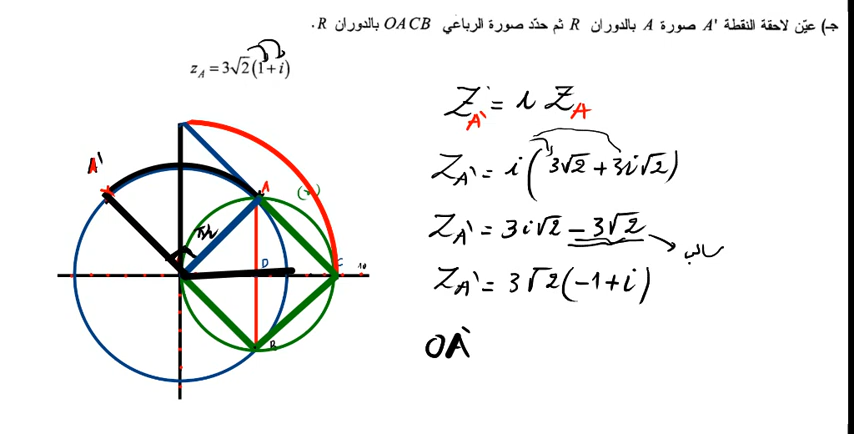 جـ) عيّن لاحقة النقطة A' صورة A بالدوران R ثم حدّد صورة الرباعي OACB بالدوران R .
z_A = 3√2(1+i)
Z_A' = i Z_A
Z_A' = i(3√2 + 3i√2)
Z_A' = 3i√2 − 3√2
سالب
Z_A' = 3√2(−1+i)
OA'
A'
A
(γ)
π/2
D
C
B